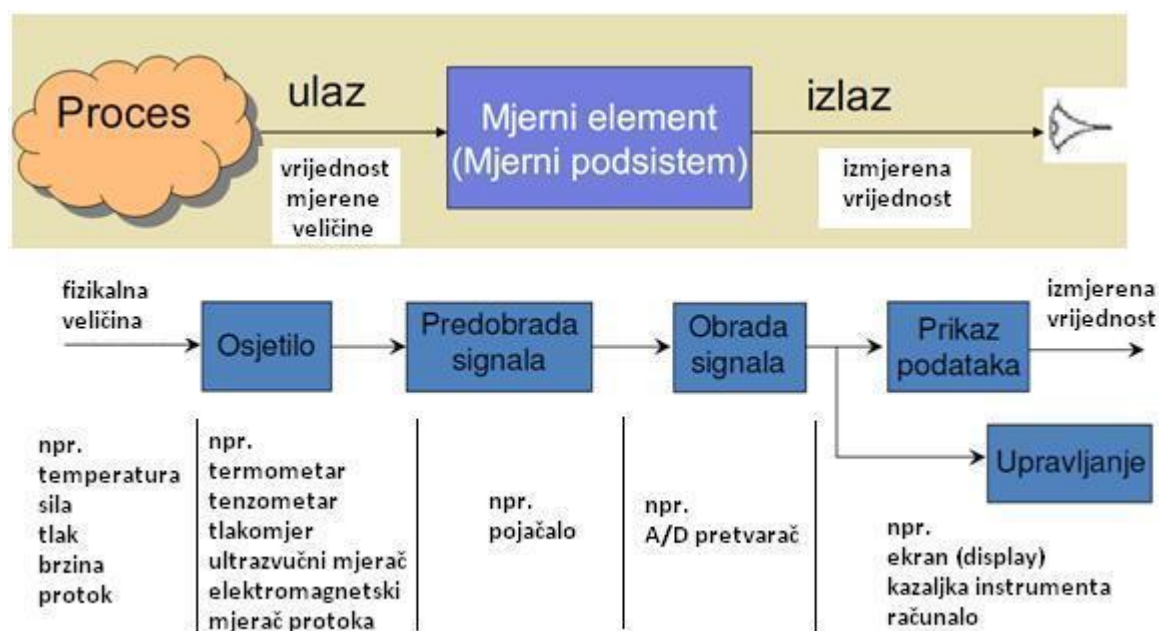 Proces
ulaz
vrijednost
mjerene
veličine
Mjerni element
(Mjerni podsistem)
izlaz
izmjerena
vrijednost
fizikalna
veličina
Osjetilo
Predobrada
signala
Obrada
signala
Prikaz
podataka
izmjerena
vrijednost
Upravljanje
npr.
temperatura
sila
tlak
brzina
protok
npr.
termometar
tenzometar
tlakomjer
ultrazvučni mjerač
elektromagnetski
mjerač protoka
npr.
pojačalo
npr.
A/D pretvarač
npr.
ekran (display)
kazaljka instrumenta
računalo